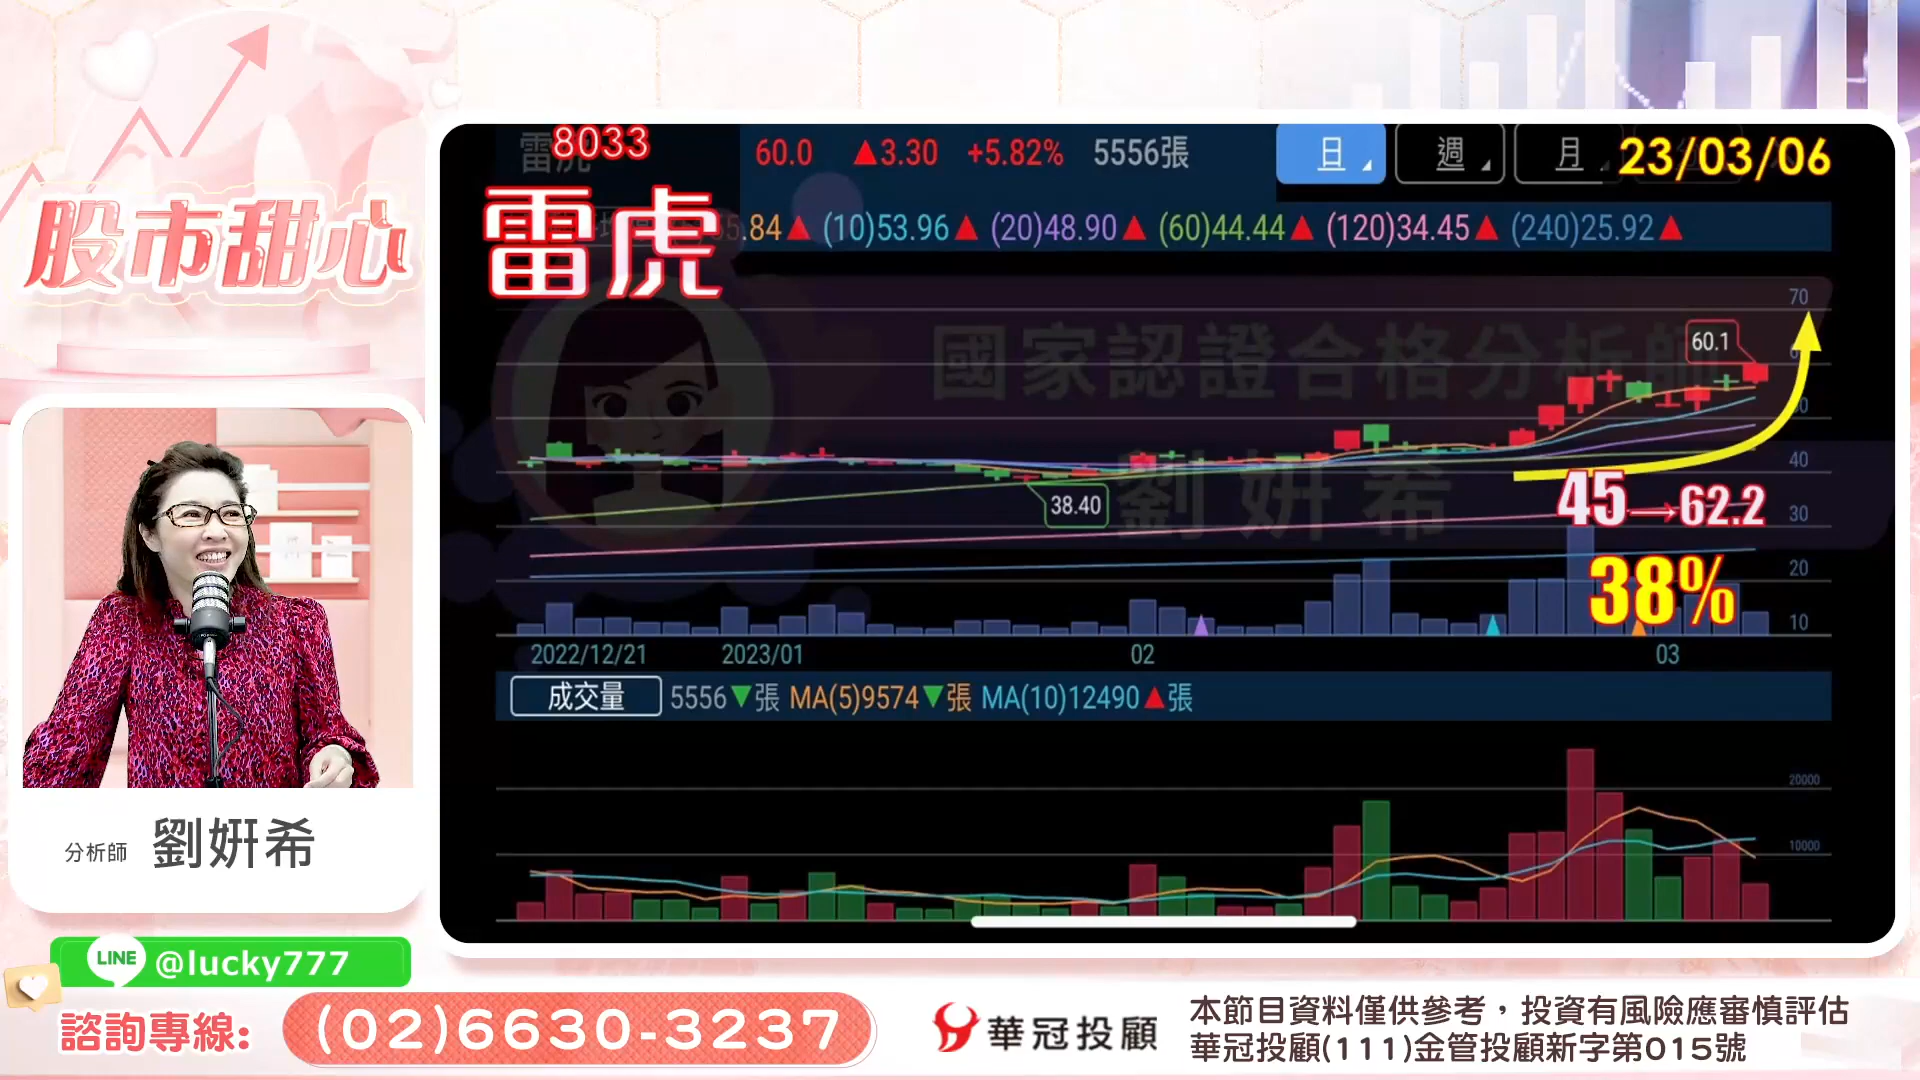 股市甜心
8033
雷虎
60.0 ▲3.30 +5.82% 5556張
日 週 月
23/03/06
雷虎
5.84▲ (10)53.96▲ (20)48.90▲ (60)44.44▲ (120)34.45▲ (240)25.92▲
國家認證合格分析師
劉妍希
70
60.1
40
38.40
30
20
10
45→62.2
38%
2022/12/21 2023/01 02 03
成交量 5556▼張 MA(5)9574▼張 MA(10)12490▲張
20000
10000
分析師 劉妍希
LINE @lucky777
諮詢專線: (02)6630-3237
華冠投顧
本節目資料僅供參考，投資有風險應審慎評估
華冠投顧(111)金管投顧新字第015號